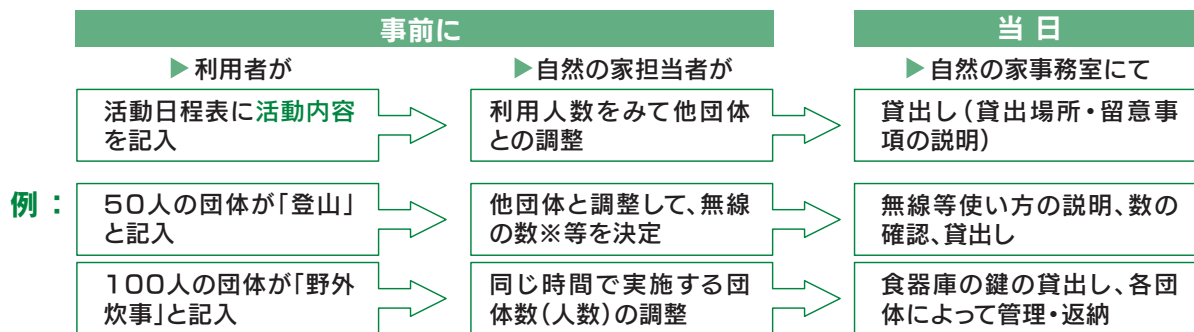 事前に
当日
▶利用者が
▶自然の家担当者が
▶自然の家事務室にて
活動日程表に活動内容
を記入
利用人数をみて他団体
との調整
貸出し(貸出場所・留意事
項の説明)
例：
50人の団体が「登山」
と記入
他団体と調整して、無線
の数※等を決定
無線等使い方の説明、数の
確認、貸出し
100人の団体が「野外
炊事」と記入
同じ時間で実施する団
体数(人数)の調整
食器庫の鍵の貸出し、各団
体によって管理・返納